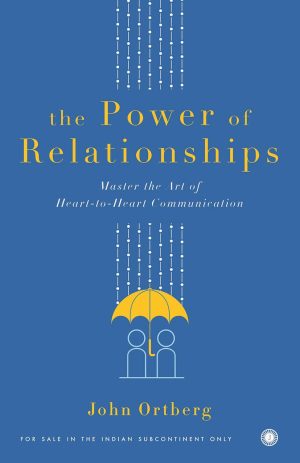 the Power of
Relationships
Master the Art of
Heart-to-Heart Communication
John Ortberg
FOR SALE IN THE INDIAN SUBCONTINENT ONLY